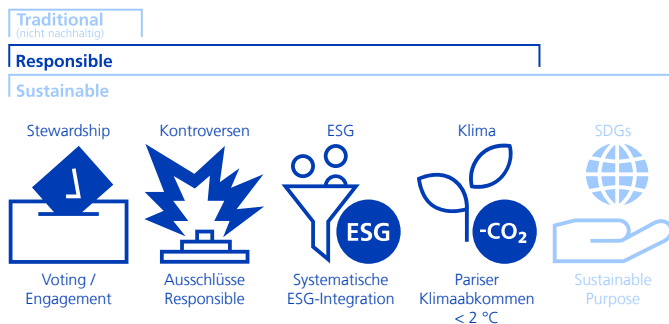 Traditional
(nicht nachhaltig)
Responsible
Sustainable
Stewardship
Kontroversen
ESG
Klima
SDGs
ESG
-CO₂
Voting /
Engagement
Ausschlüsse
Responsible
Systematische
ESG-Integration
Pariser
Klimaabkommen
< 2 °C
Sustainable
Purpose